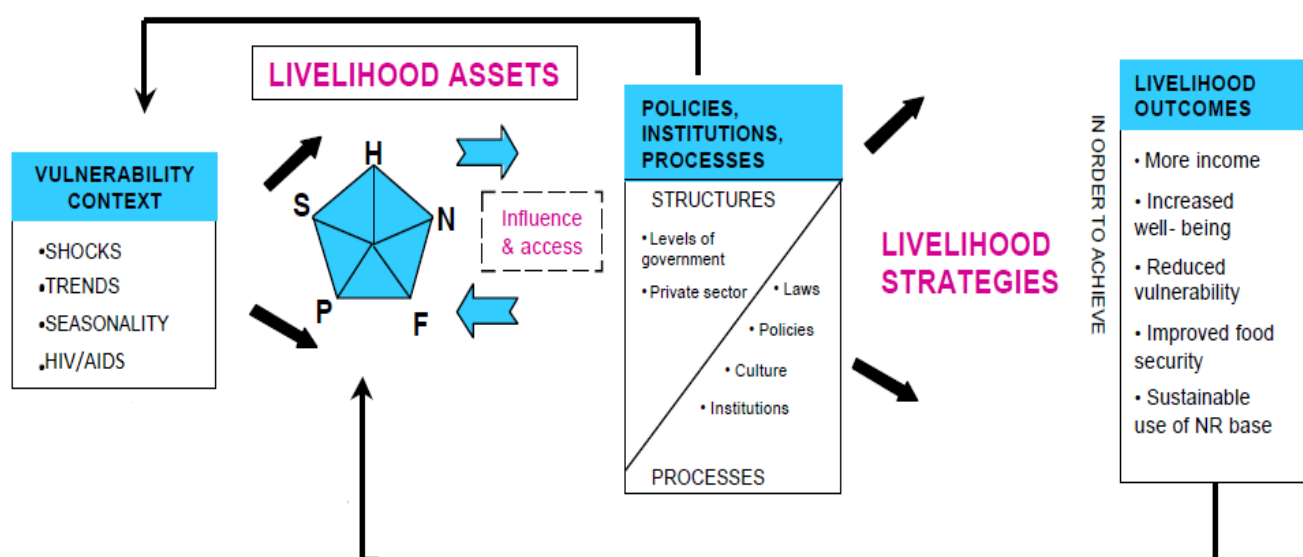 LIVELIHOOD ASSETS
VULNERABILITY
CONTEXT
•SHOCKS
•TRENDS
•SEASONALITY
•HIV/AIDS
H
S
N
P
F
Influence
& access
POLICIES,
INSTITUTIONS,
PROCESSES
STRUCTURES
• Levels of
government
• Private sector
• Laws
• Policies
• Culture
• Institutions
PROCESSES
LIVELIHOOD
STRATEGIES
IN ORDER TO ACHIEVE
LIVELIHOOD
OUTCOMES
• More income
• Increased
well- being
• Reduced
vulnerability
• Improved food
security
• Sustainable
use of NR base